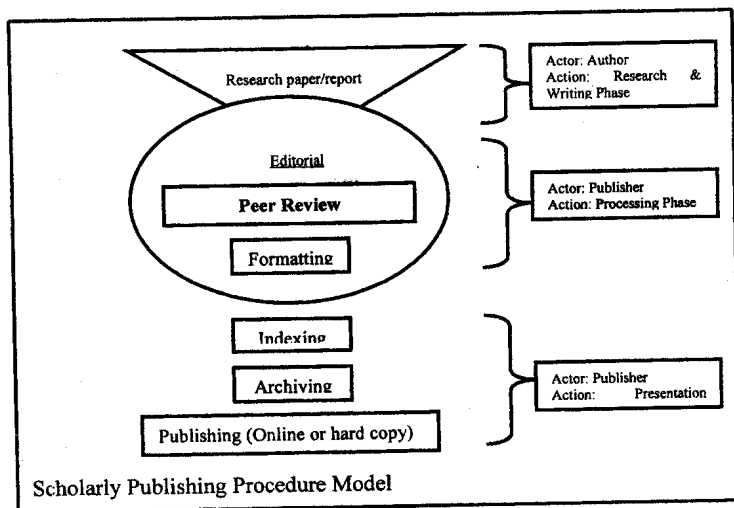 Research paper/report
Actor: Author
Action: Research &
Writing Phase
Editorial
Peer Review
Formatting
Actor: Publisher
Action: Processing Phase
Indexing
Archiving
Publishing (Online or hard copy)
Actor: Publisher
Action: Presentation
Scholarly Publishing Procedure Model